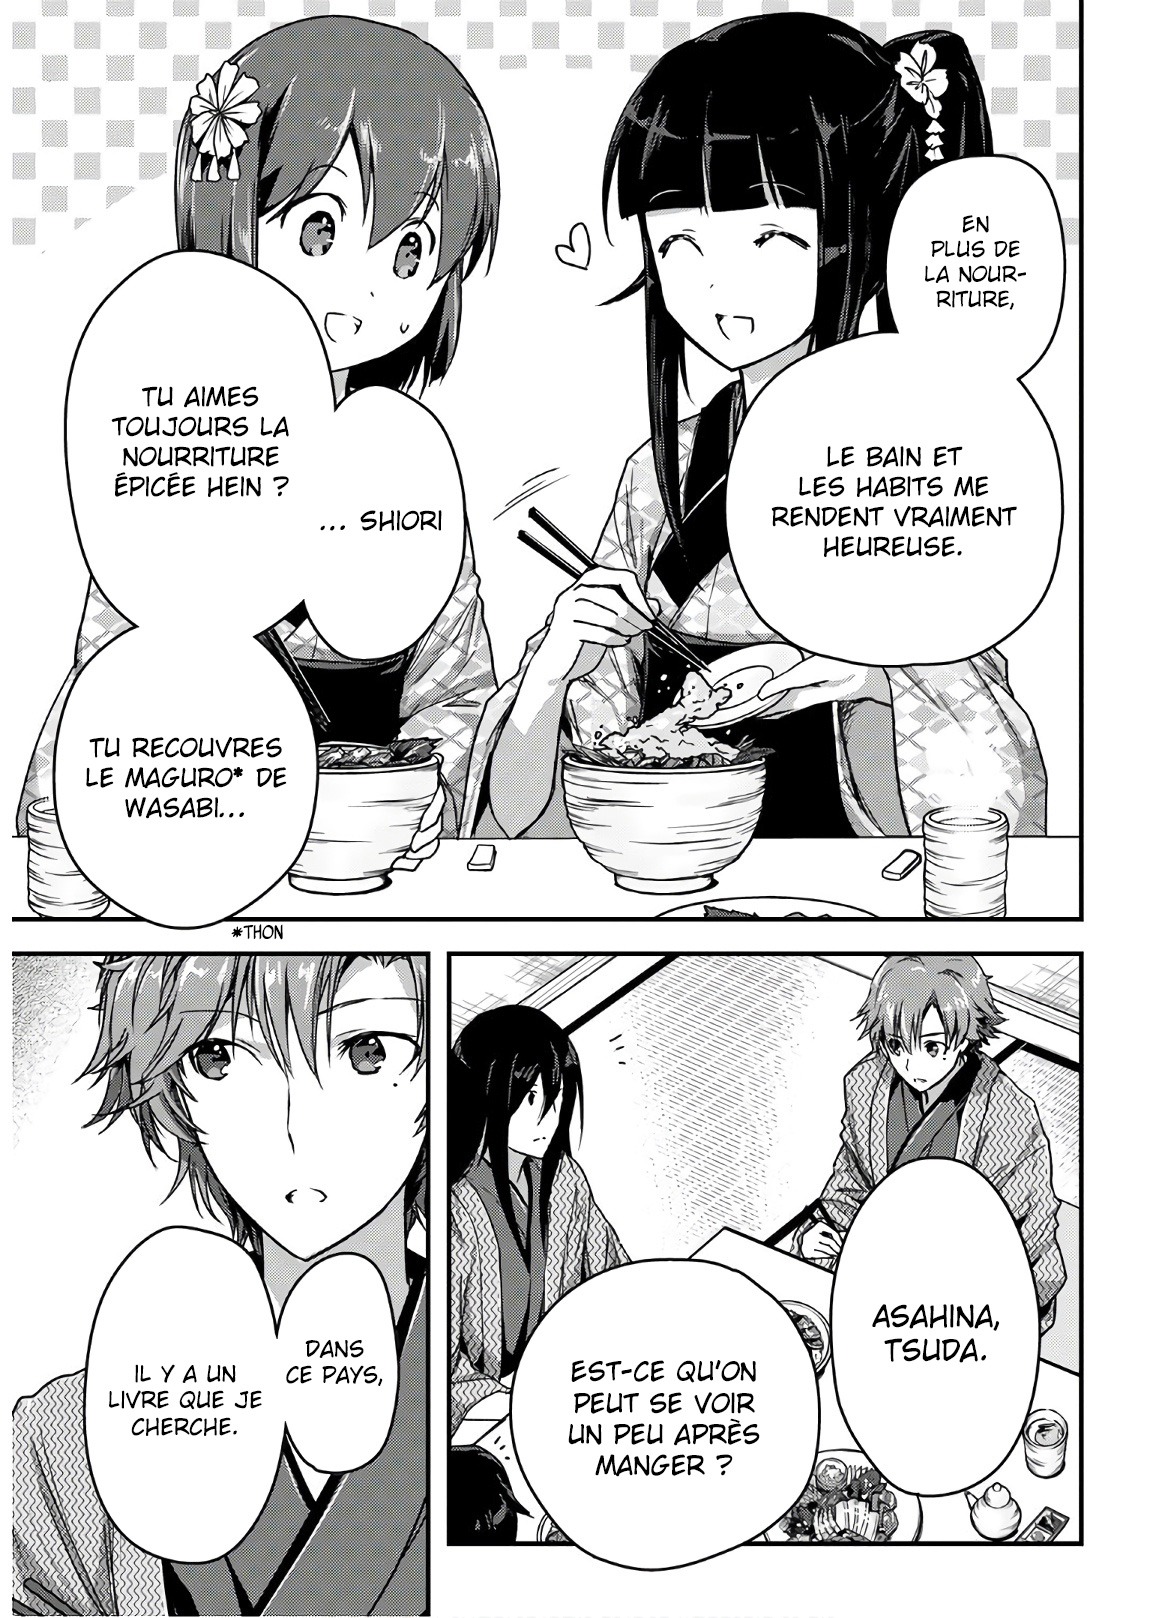 EN
PLUS DE
LA NOUR-
RITURE,
LE BAIN ET
LES HABITS ME
RENDENT VRAIMENT
HEUREUSE.
... SHIORI
TU AIMES
TOUJOURS LA
NOURRITURE
ÉPICÉE HEIN ?
TU RECOUVRES
LE MAGURO* DE
WASABI...
*THON
ASAHINA,
TSUDA.
EST-CE QU'ON
PEUT SE VOIR
UN PEU APRÈS
MANGER ?
DANS
CE PAYS,
IL Y A UN
LIVRE QUE JE
CHERCHE.